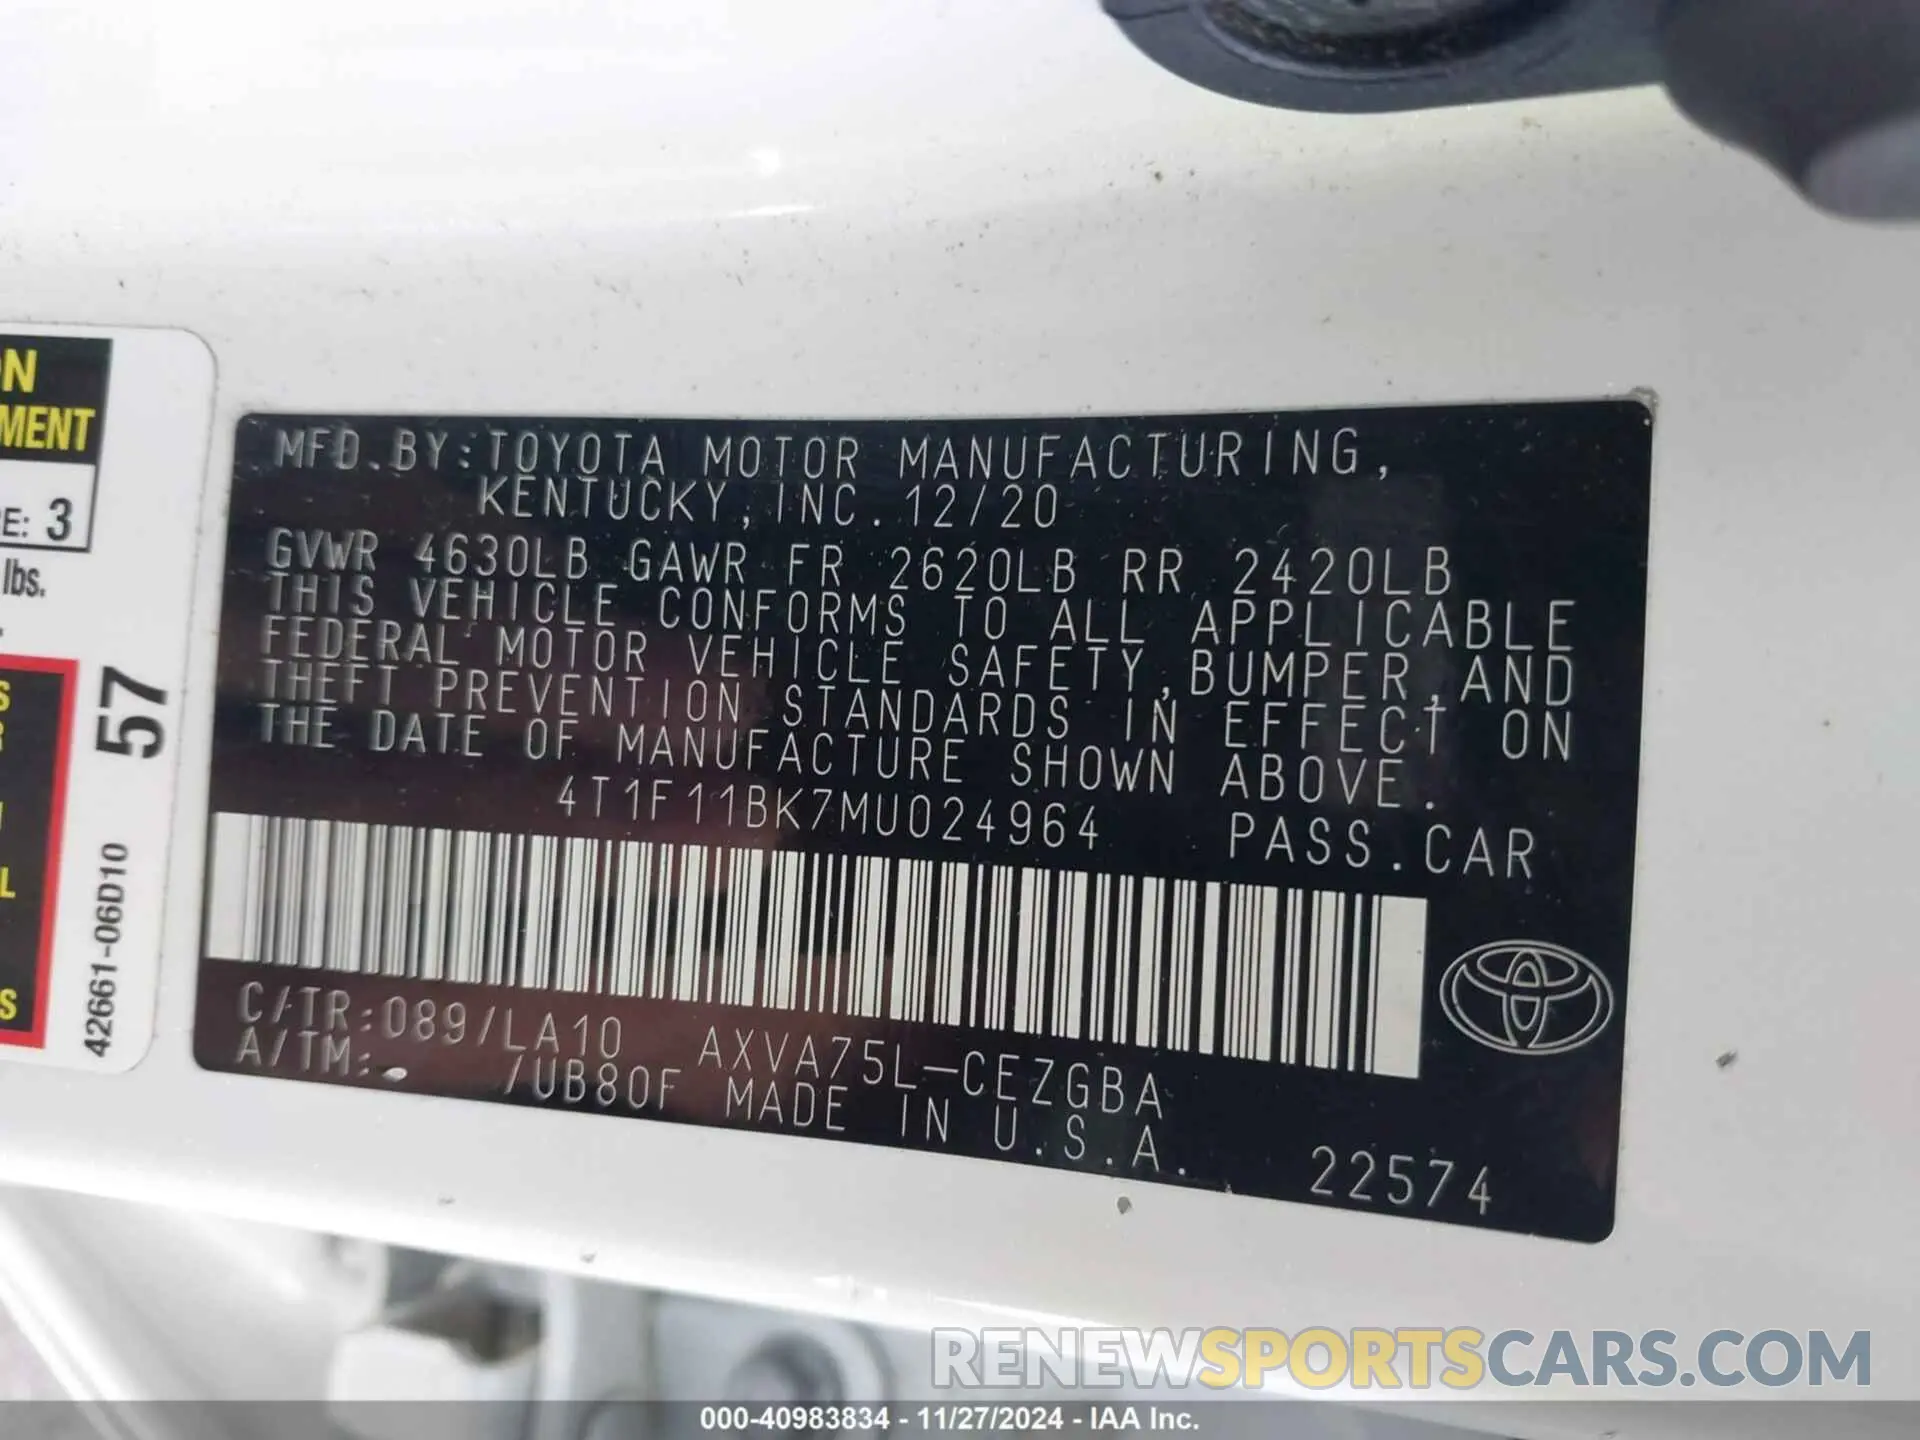 ON
MENT
RE: 3
lbs.
57
42661-06D10
MFD. BY: TOYOTA MOTOR MANUFACTURING,
KENTUCKY, INC. 12/20
GVWR 4630LB GAWR FR 2620LB RR 2420LB
THIS VEHICLE CONFORMS TO ALL APPLICABLE
FEDERAL MOTOR VEHICLE SAFETY, BUMPER, AND
THEFT PREVENTION STANDARDS IN EFFECT ON
THE DATE OF MANUFACTURE SHOWN ABOVE.
4T1F11BK7MU024964 PASS. CAR
C/TR: 089/LA10 AXVA75L-CEZGBA
A/TM: /UB80F MADE IN U.S.A.
22574
RENEWSPORTSCARS.COM
000-40983834 - 11/27/2024 - IAA Inc.